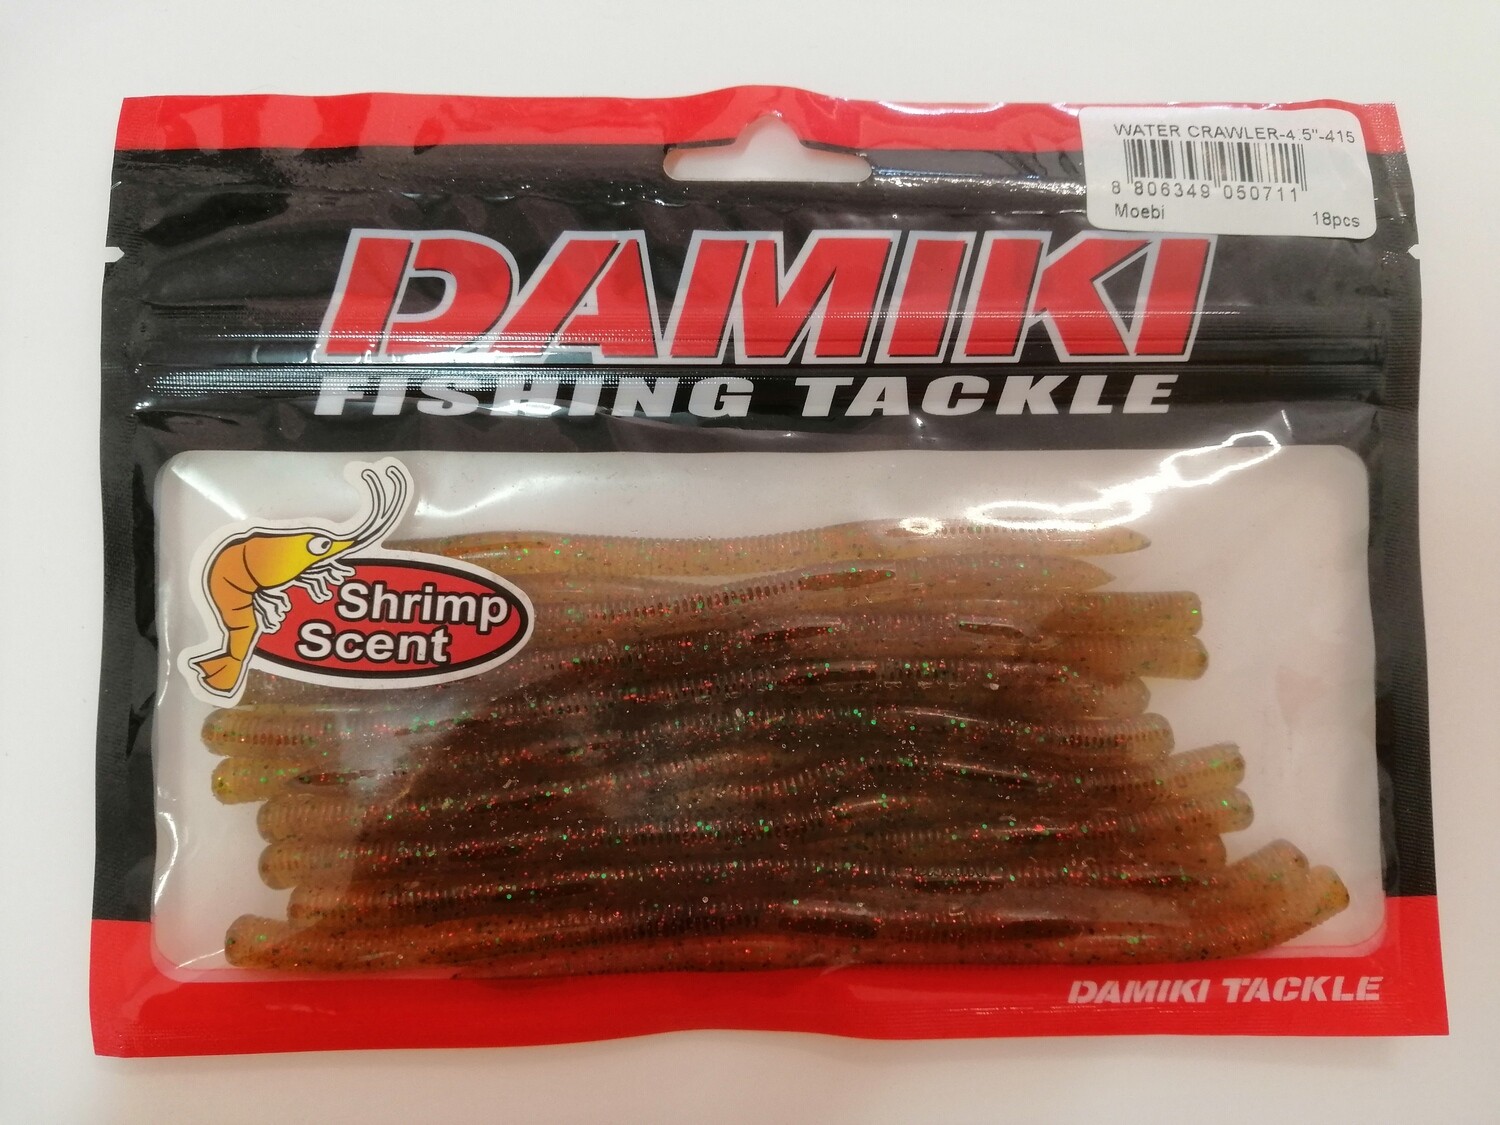 WATER CRAWLER-4.5"-415
8 806349 050711
Moebi 18pcs
DAMIKI
FISHING TACKLE
Shrimp
Scent
DAMIKI TACKLE